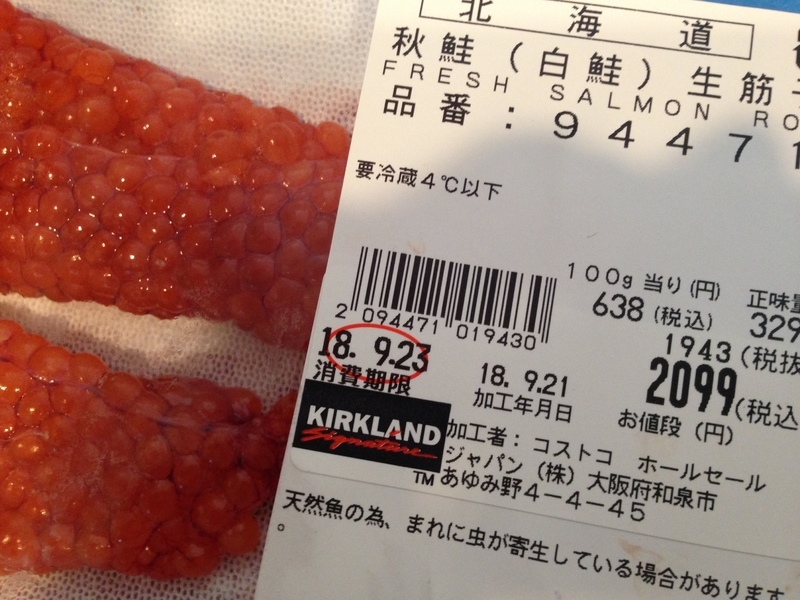 北海道
秋鮭（白鮭）生筋
FRESH SALMON RO
品番：94471
要冷蔵4℃以下
2 094471 019430
100g 当り(円)
638 (税込)
正味量
329
1943 (税抜
2099 (税込
お値段 (円)
18. 9.23
消費期限
18. 9.21
加工年月日
KIRKLAND
Signature
TM
加工者：コストコ ホールセール
ジャパン（株）大阪府和泉市
あゆみ野4-4-45
天然魚の為、まれに虫が寄生している場合があります
。